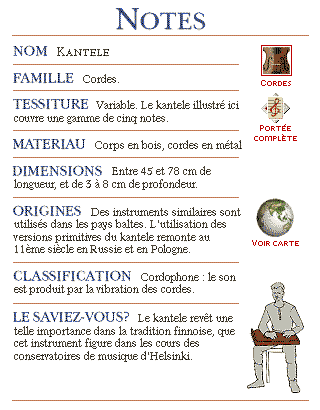 NOTES
NOM KANTELE
FAMILLE Cordes.
CORDES
TESSITURE Variable. Le kantele illustré ici
couvre une gamme de cinq notes.
PORTÉE
COMPLÈTE
MATERIAU Corps en bois, cordes en métal
DIMENSIONS Entre 45 et 78 cm de
longueur, et de 3 à 8 cm de profondeur.
ORIGINES Des instruments similaires sont
utilisés dans les pays baltes. L'utilisation des
versions primitives du kantele remonte au
11ème siècle en Russie et en Pologne.
VOIR CARTE
CLASSIFICATION Cordophone : le son
est produit par la vibration des cordes.
LE SAVIEZ-VOUS? Le kantele revêt une
telle importance dans la tradition finnoise, que
cet instrument figure dans les cours des
conservatoires de musique d'Helsinki.